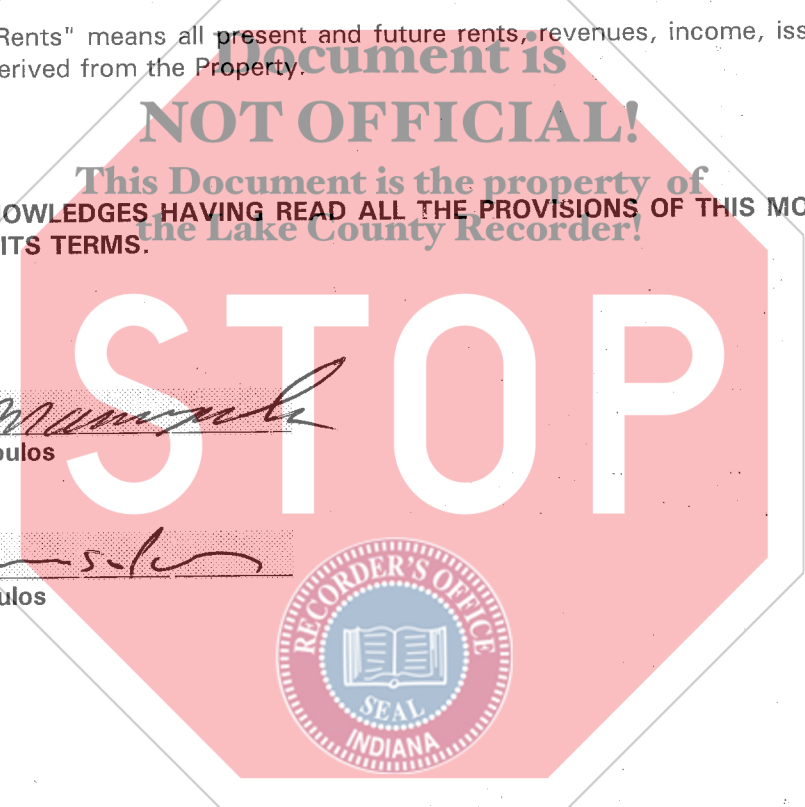 Rents" means all present and future rents, revenues, income, iss
erived from the Property.
Document is
NOT OFFICIAL!
This Document is the property of
the Lake County Recorder!
OWLEDGES HAVING READ ALL THE PROVISIONS OF THIS MO
ITS TERMS.
STOP
oulos
ulos
RECORDER'S OFFICE
SEAL
INDIANA